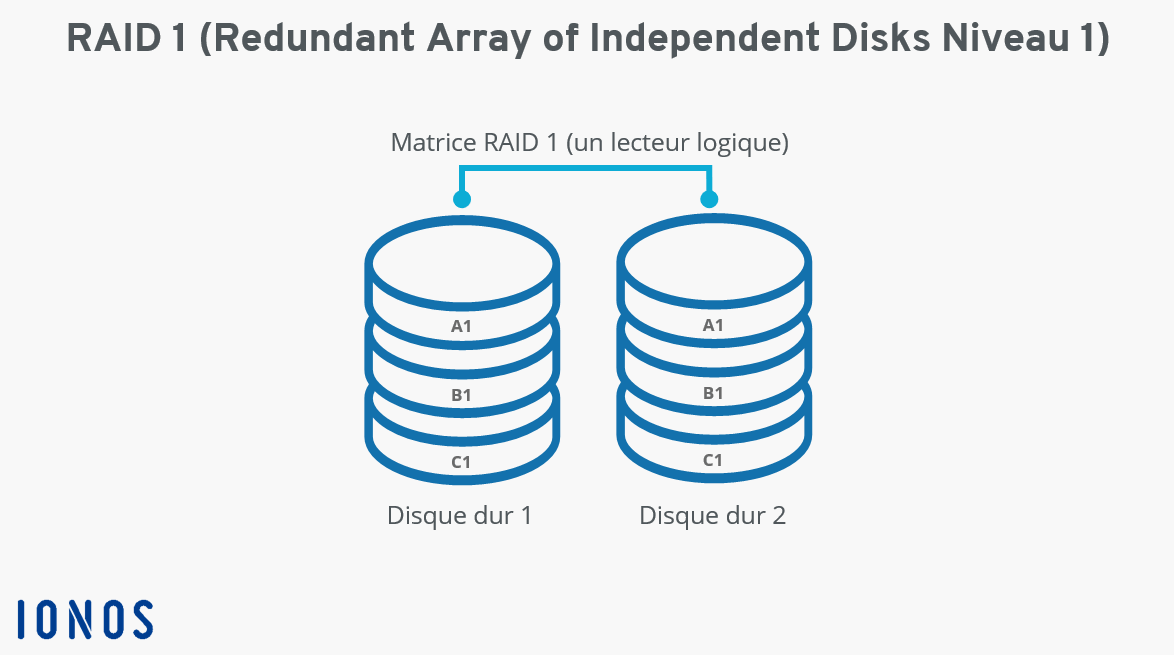 RAID 1 (Redundant Array of Independent Disks Niveau 1)
Matrice RAID 1 (un lecteur logique)
A1
A1
B1
B1
C1
C1
Disque dur 1
Disque dur 2
IONOS